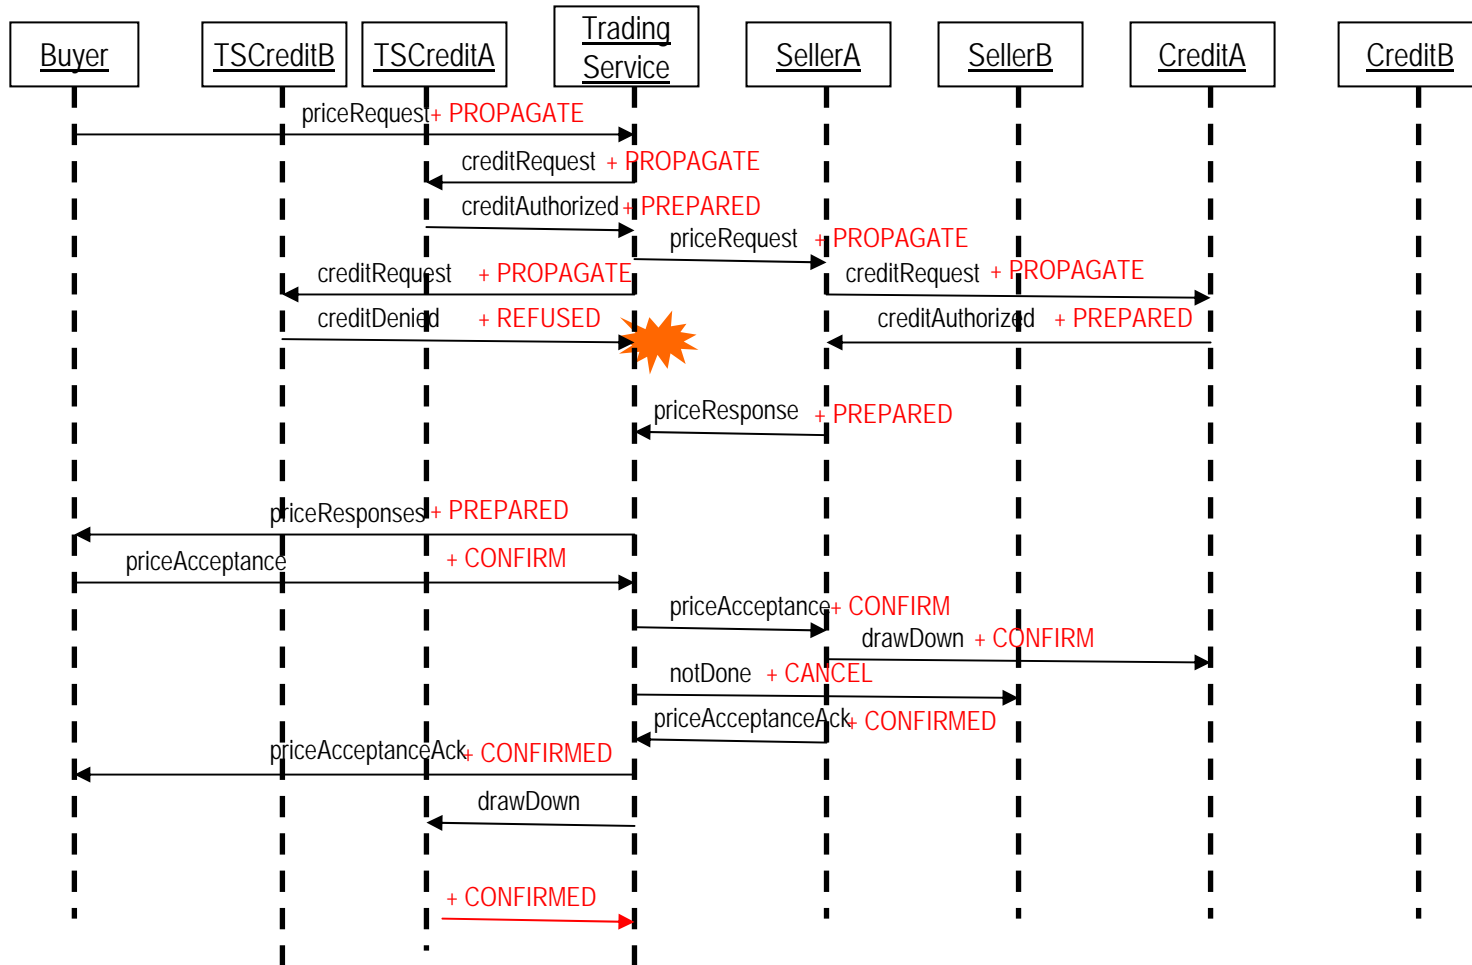 Buyer
TSCreditB
TSCreditA
Trading
Service
SellerA
SellerB
CreditA
CreditB
priceRequest + PROPAGATE
creditRequest + PROPAGATE
creditAuthorized + PREPARED
priceRequest + PROPAGATE
creditRequest + PROPAGATE
creditRequest + PROPAGATE
creditDenied + REFUSED
creditAuthorized + PREPARED
priceResponse + PREPARED
priceResponses + PREPARED
priceAcceptance + CONFIRM
priceAcceptance + CONFIRM
drawDown + CONFIRM
notDone + CANCEL
priceAcceptanceAck + CONFIRMED
priceAcceptanceAck + CONFIRMED
drawDown
+ CONFIRMED